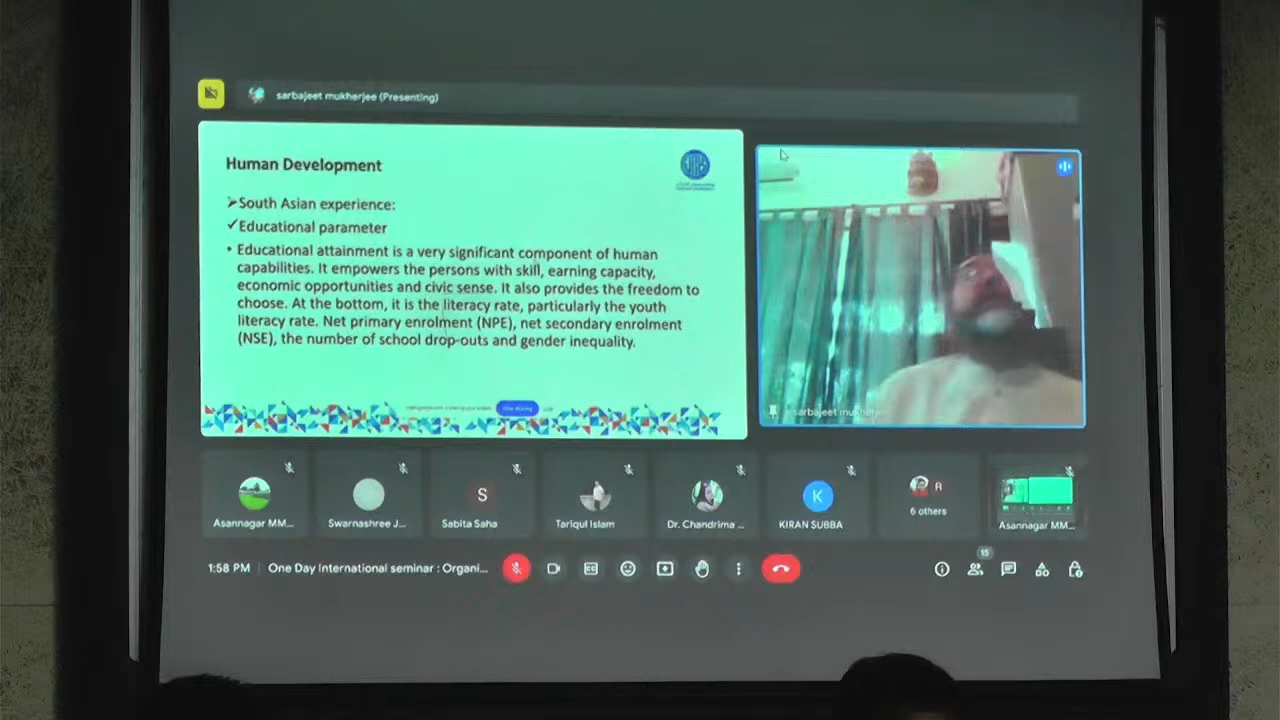 sarbajeet mukherjee (Presenting)
Human Development
➢South Asian experience:
✓Educational parameter
• Educational attainment is a very significant component of human
capabilities. It empowers the persons with skill, earning capacity,
economic opportunities and civic sense. It also provides the freedom to
choose. At the bottom, it is the literacy rate, particularly the youth
literacy rate. Net primary enrolment (NPE), net secondary enrolment
(NSE), the number of school drop-outs and gender inequality.
sarbajeet mukherjee
Asannagar MM...
Swarnashree J...
S
Sabita Saha
Tariqul Islam
Dr. Chandrima ...
K
KIRAN SUBBA
R
6 others
Asannagar MM...
1:58 PM | One Day International seminar : Organi...
15